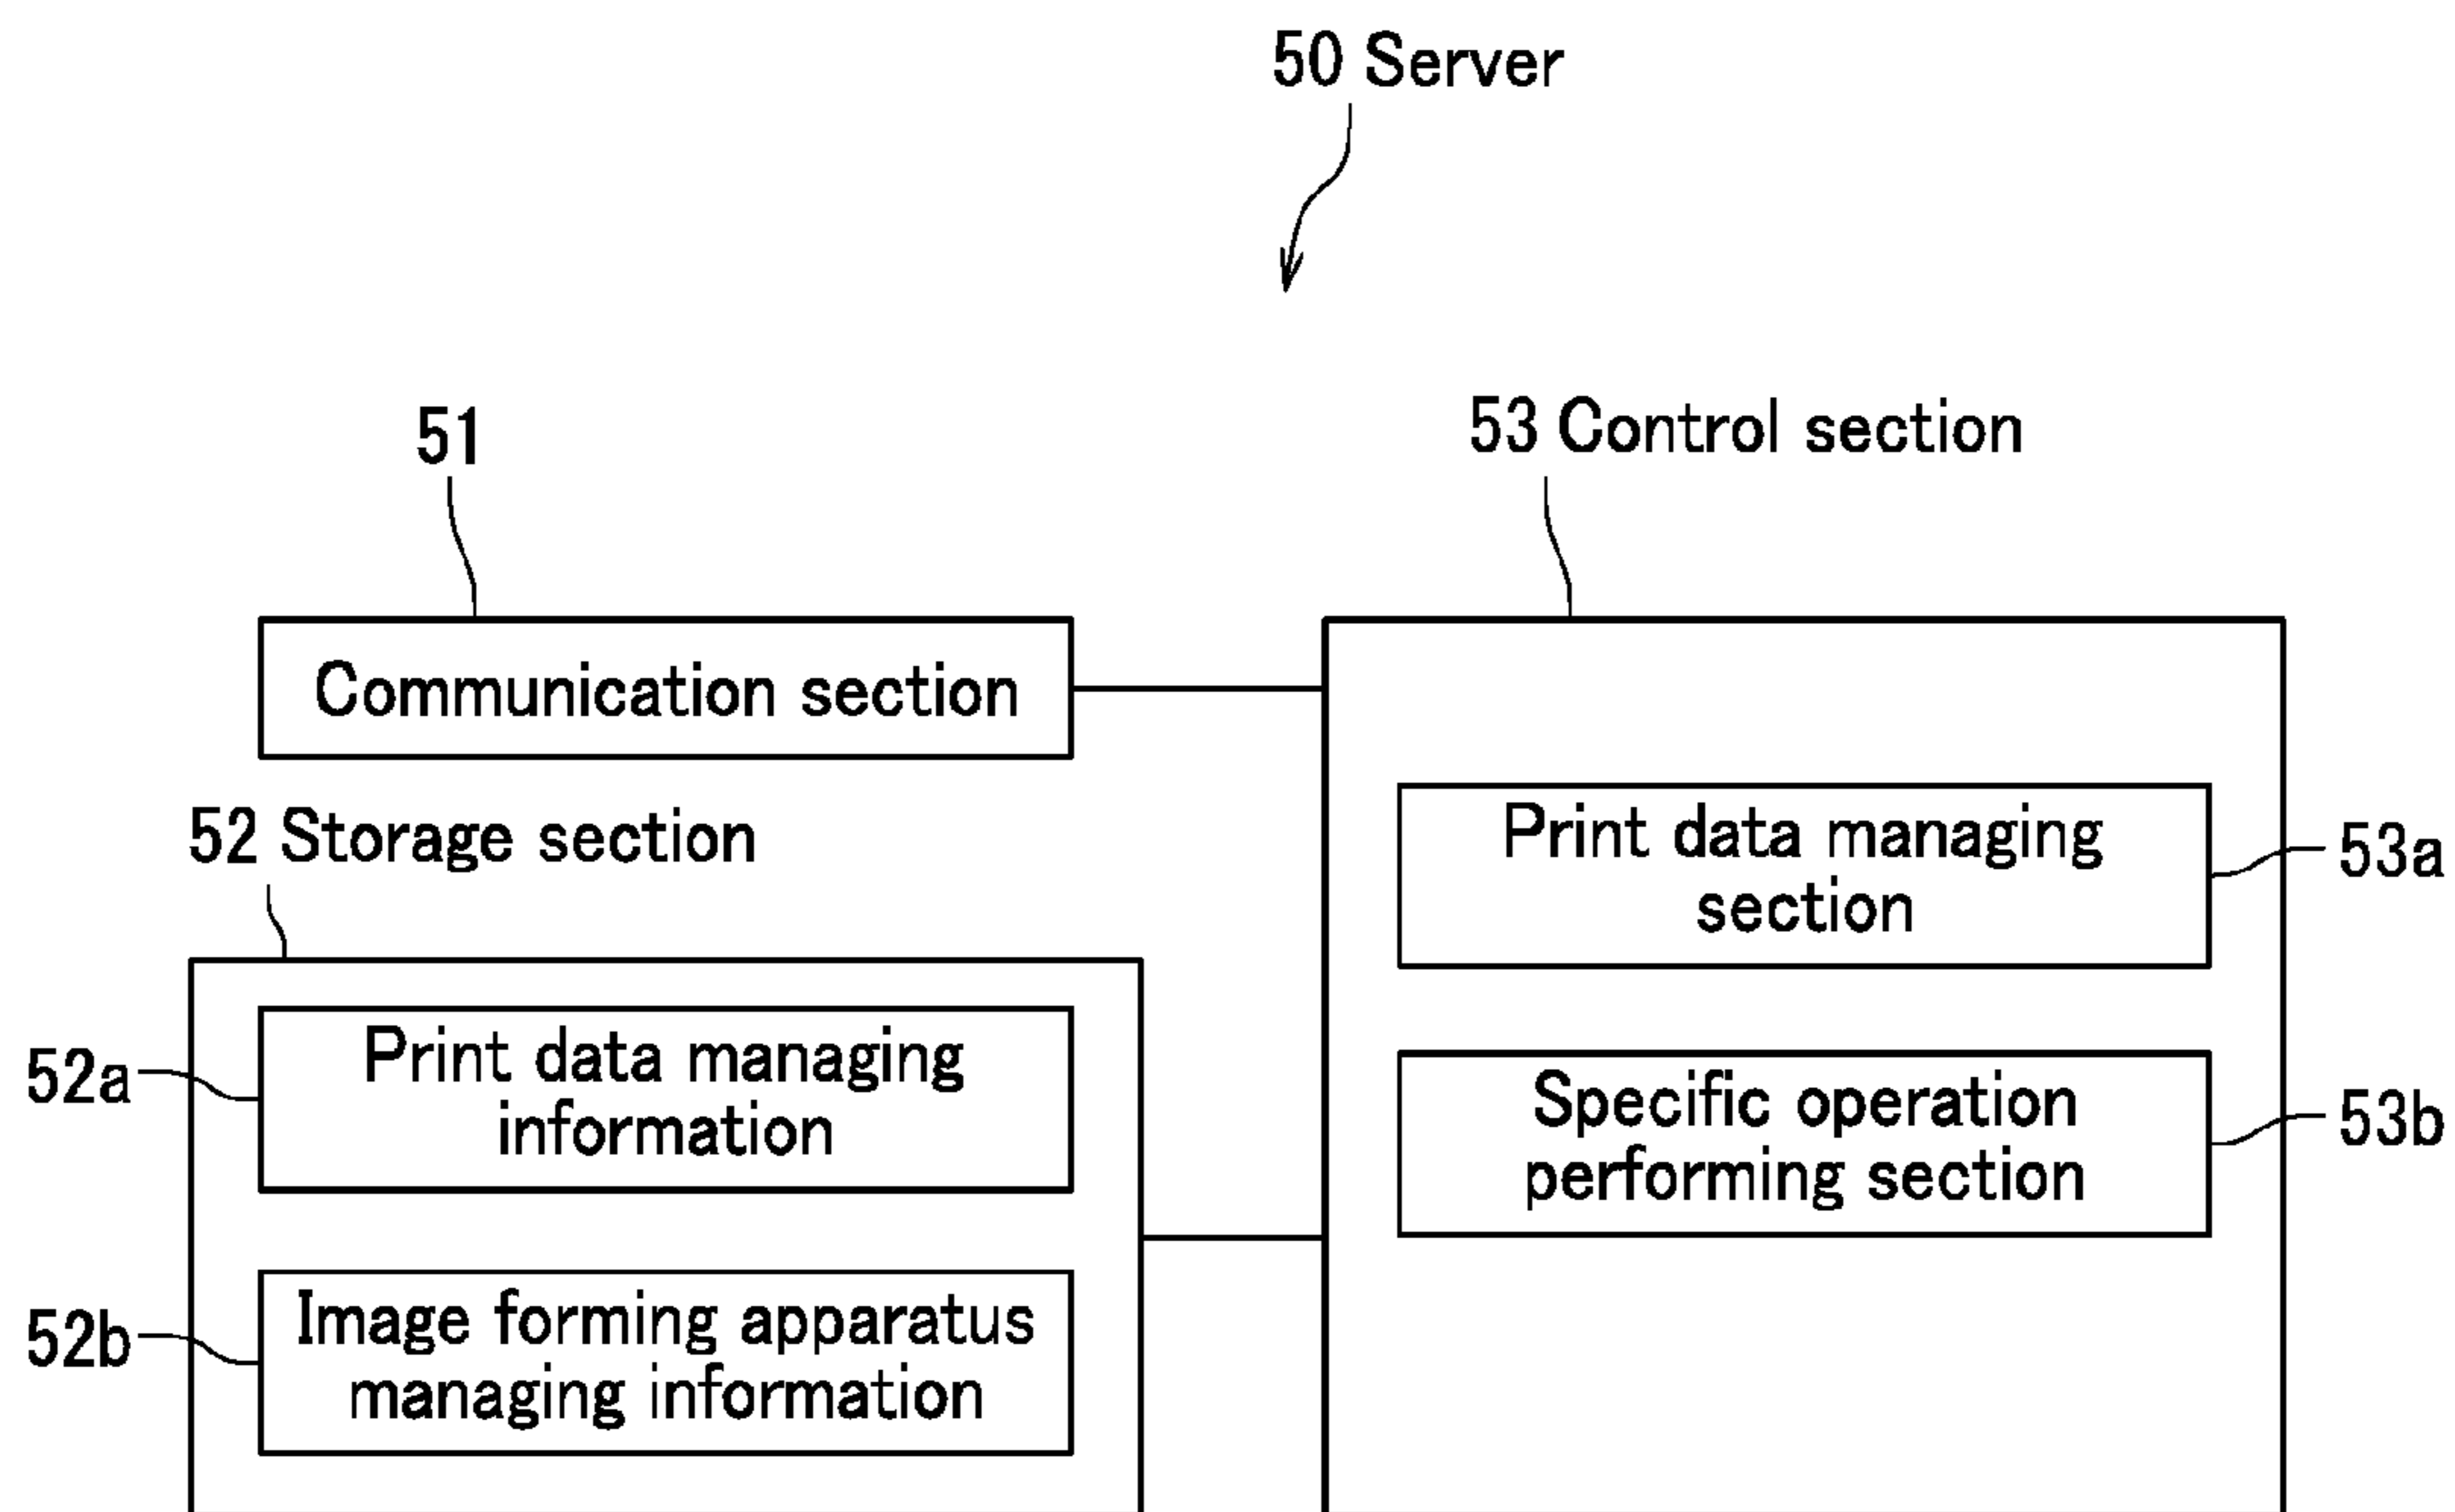 50 Server
51
53 Control section
Communication section
52 Storage section
Print data managing
section
53a
52a
Print data managing
information
Specific operation
performing section
53b
52b
Image forming apparatus
managing information